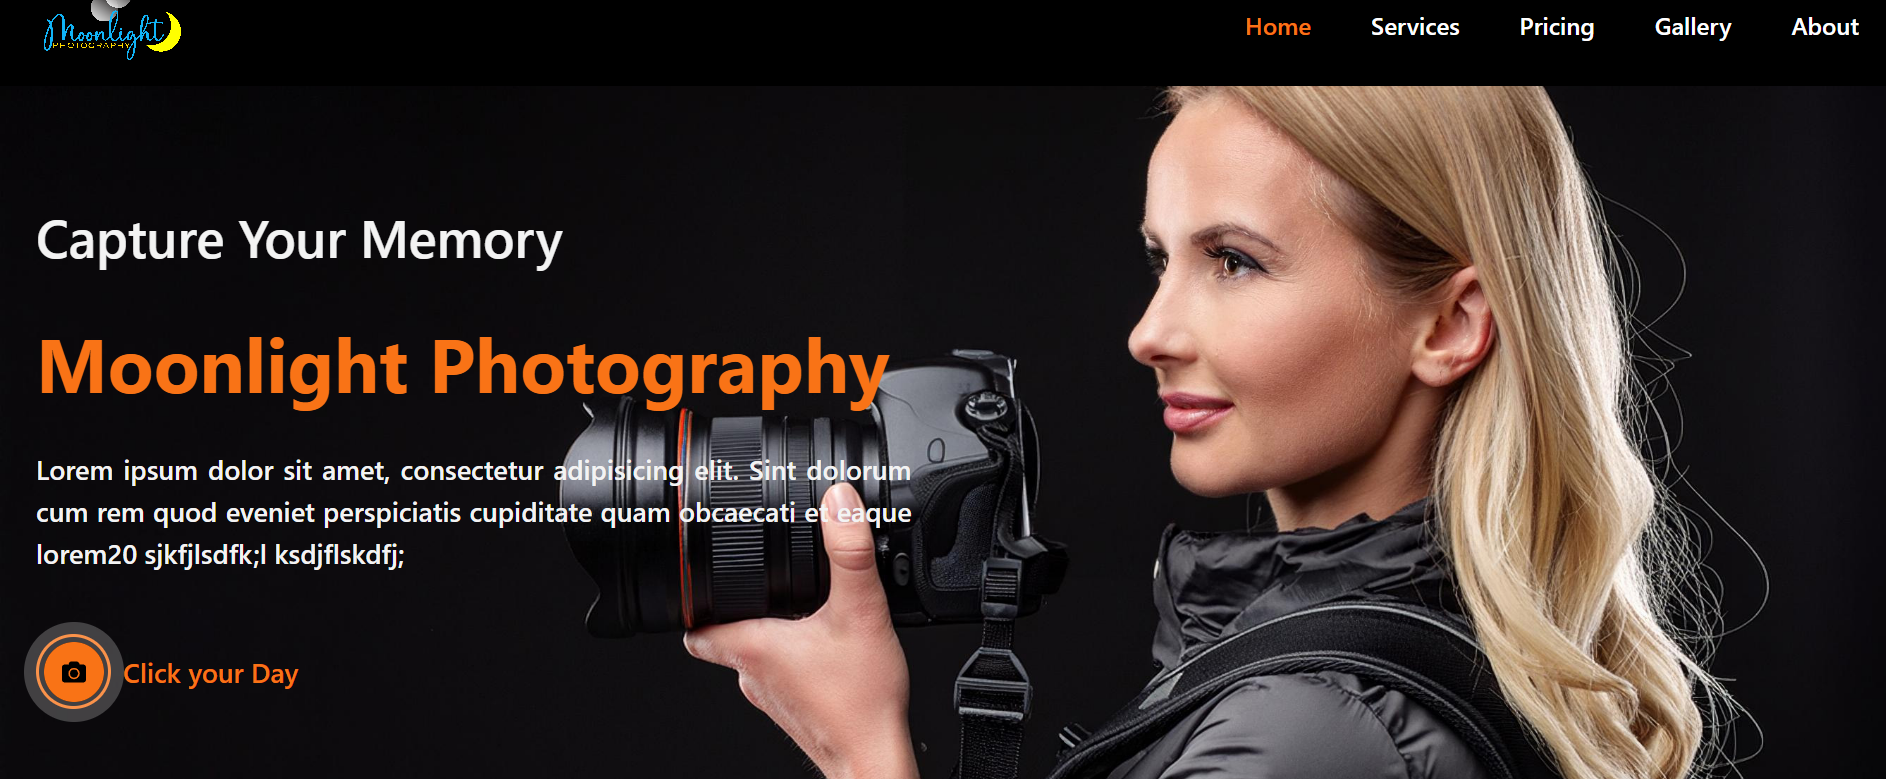 Moonlight
PHOTOGRAPHY
Home Services Pricing Gallery About
Capture Your Memory
Moonlight Photography
Lorem ipsum dolor sit amet, consectetur adipisicing elit. Sint dolorum
cum rem quod eveniet perspiciatis cupiditate quam obcaecati et eaque
lorem20 sjkfjlsdfk;l ksdjflskdfj;
Click your Day